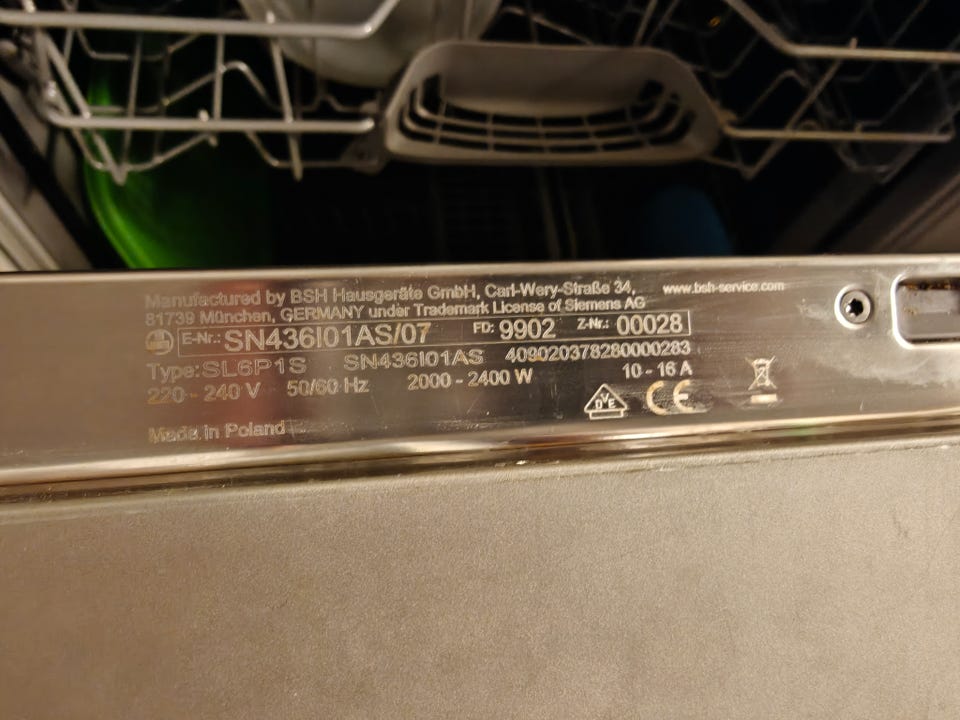 Manufactured by BSH Hausgeräte GmbH, Carl-Wery-Straße 34, www.bsh-service.com
81739 München, GERMANY under Trademark License of Siemens AG
E-Nr.: SN436I01AS/07 FD: 9902 Z-Nr.: 00028
Type:SL6P1S SN436I01AS 409020378280000283
220 - 240 V 50/60 Hz 2000 - 2400 W 10 - 16 A
DVE CE
Made in Poland